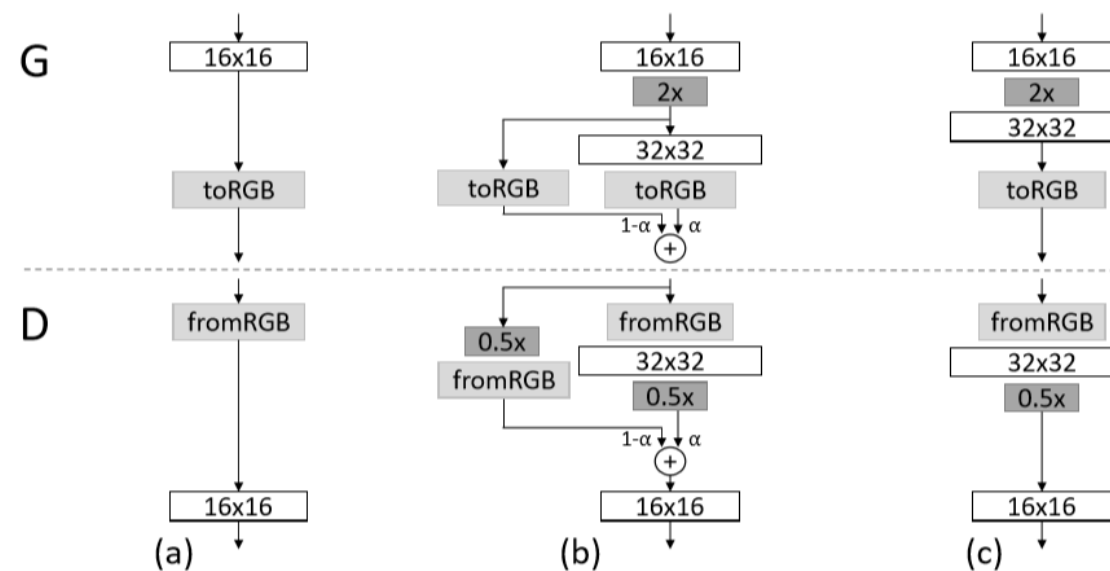 G
16x16
toRGB
16x16
2x
32x32
toRGB
toRGB
1-α
α
+
16x16
2x
32x32
toRGB
D
fromRGB
16x16
(a)
0.5x
fromRGB
fromRGB
32x32
0.5x
1-α
α
+
16x16
(b)
fromRGB
32x32
0.5x
16x16
(c)